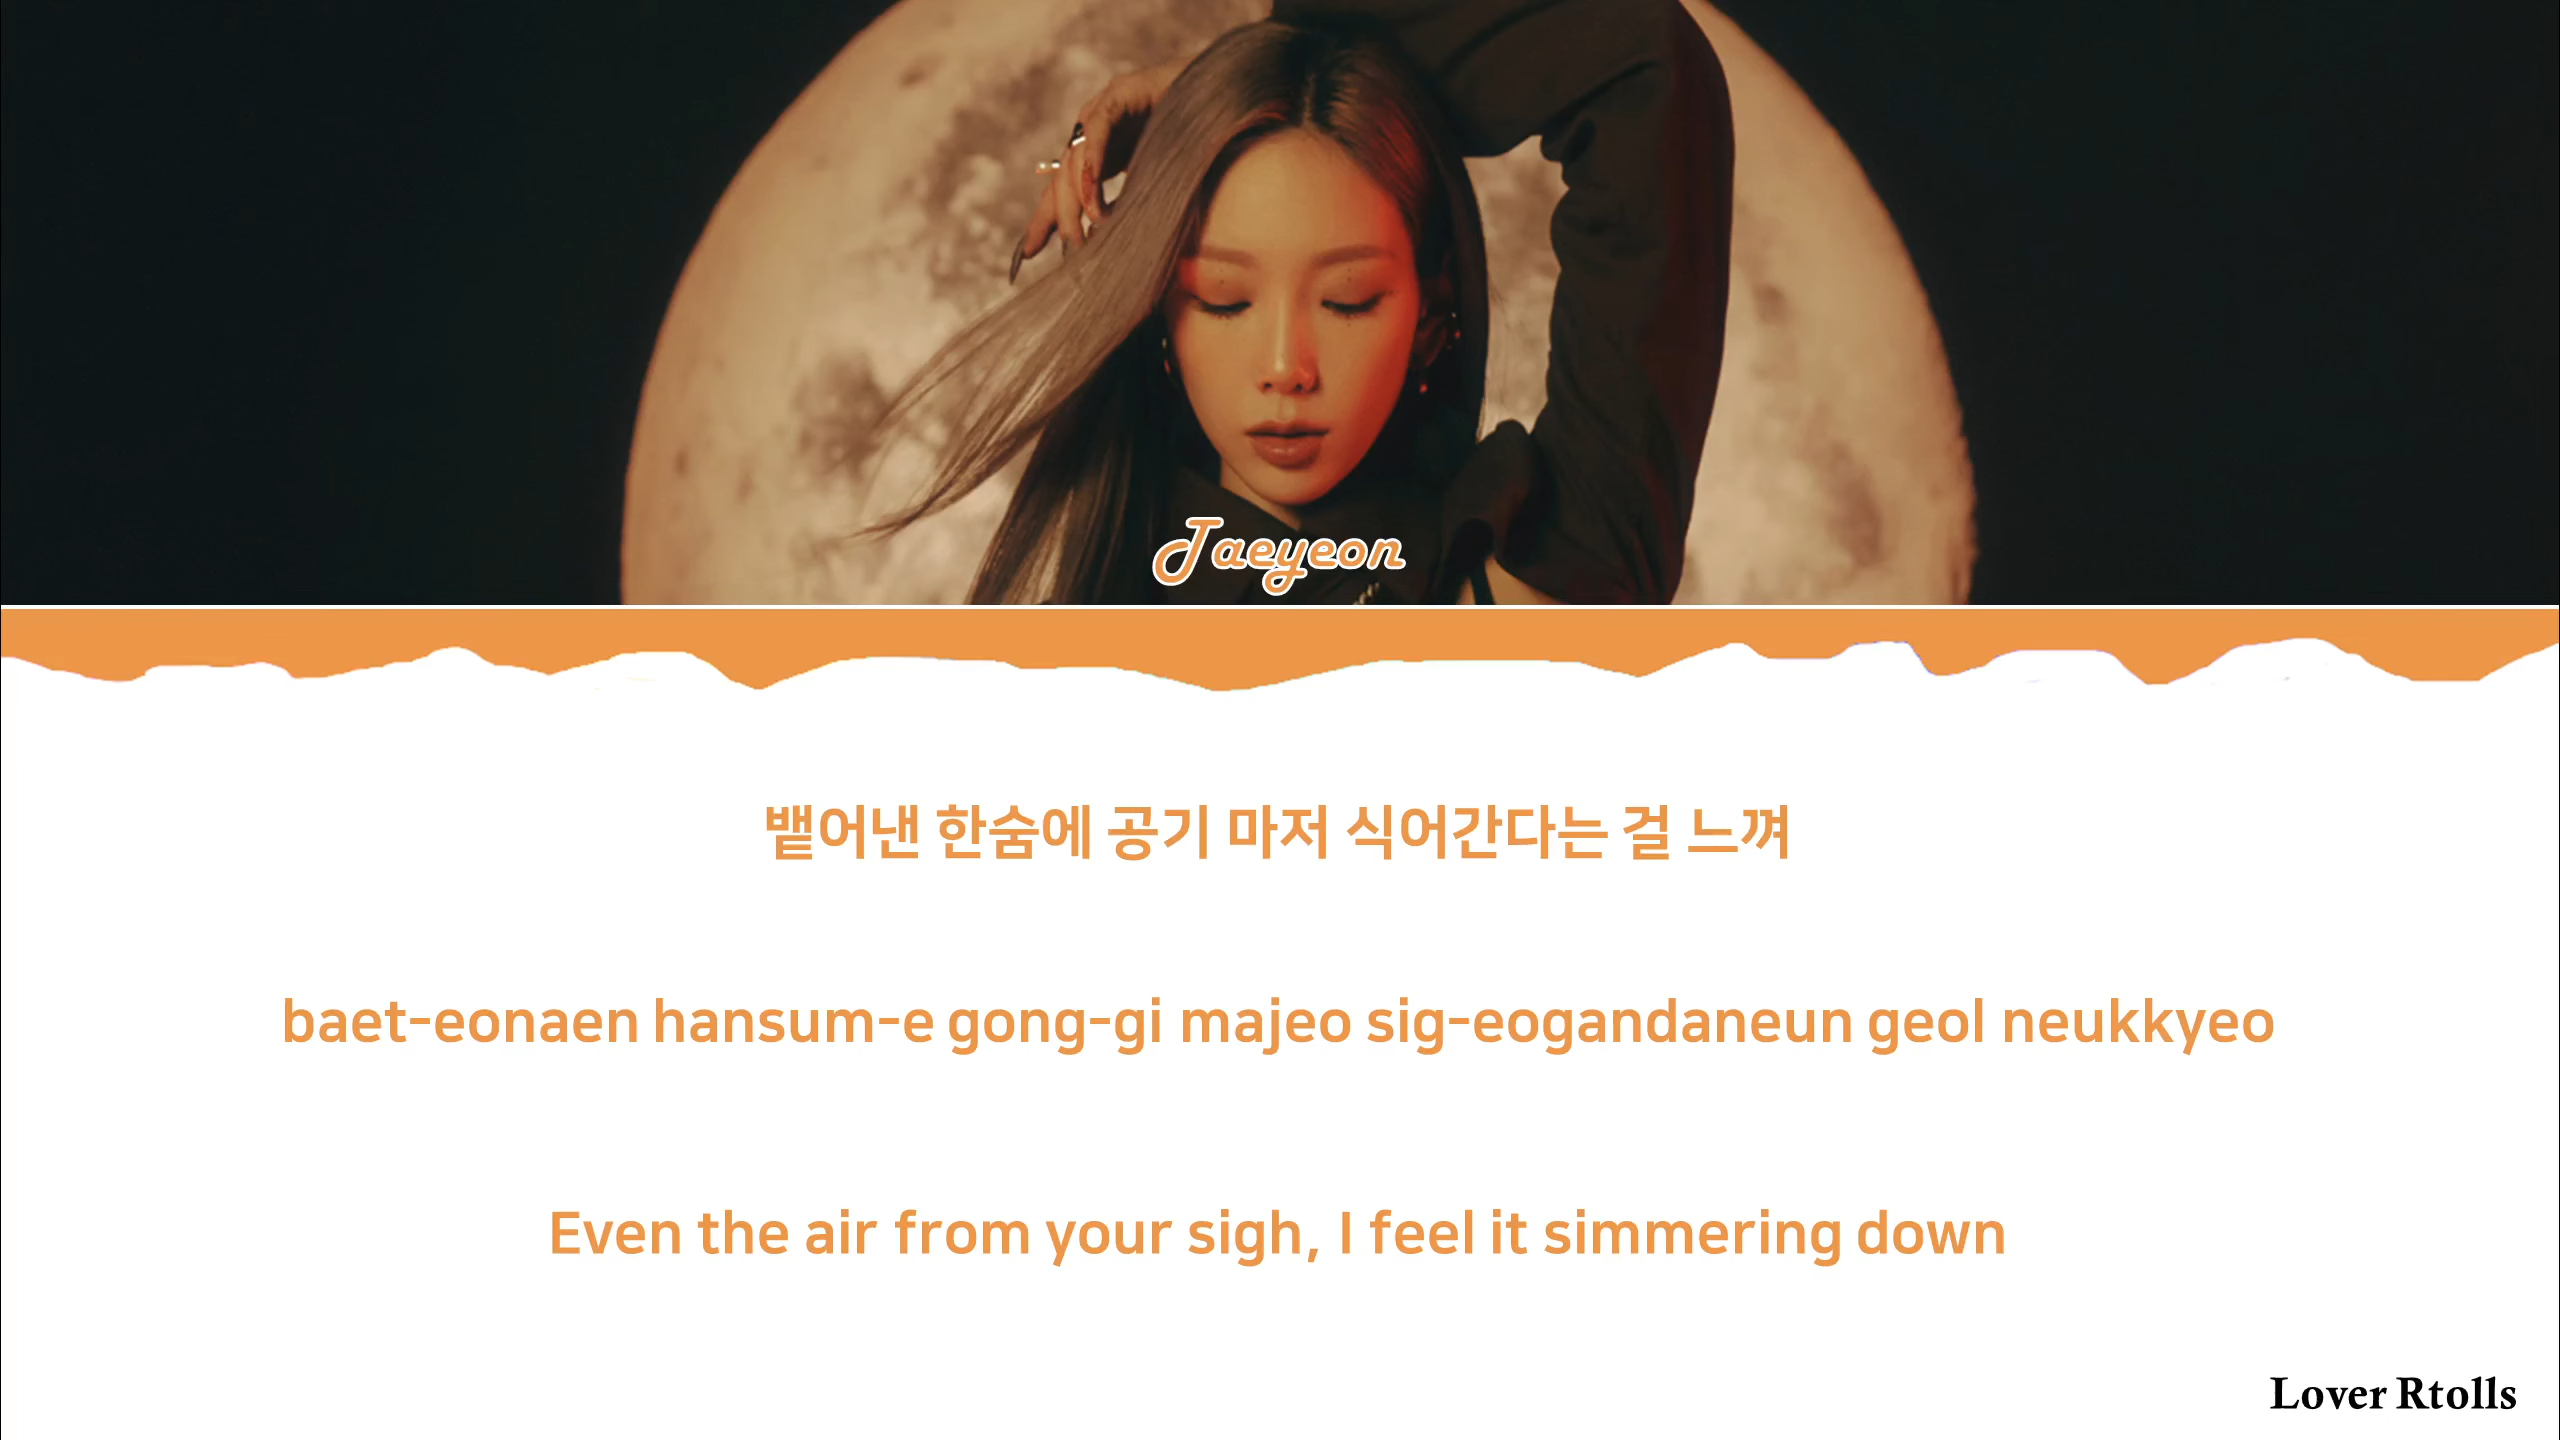 Taeyeon
뱉어낸 한숨에 공기 마저 식어간다는 걸 느껴
baet-eonaen hansum-e gong-gi majeo sig-eogandaneun geol neukkyeo
Even the air from your sigh, I feel it simmering down
Lover Rtolls